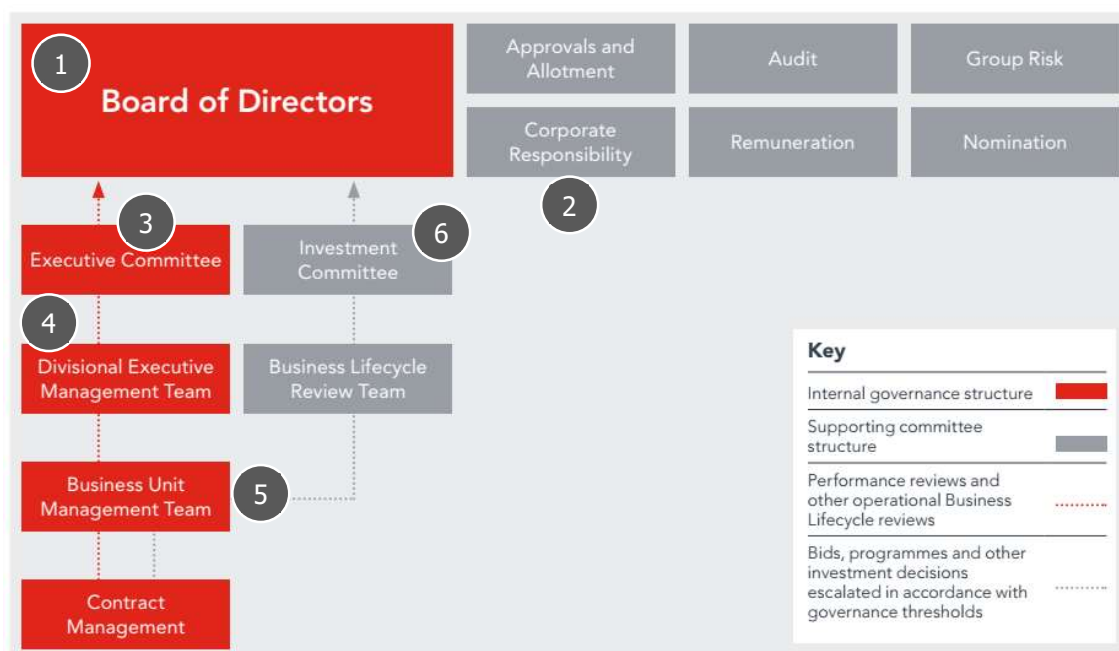 1
Board of Directors
Approvals and
Allotment
Audit
Group Risk
Corporate
Responsibility
Remuneration
Nomination
2
3
Executive Committee
6
Investment
Committee
4
Divisional Executive
Management Team
Business Lifecycle
Review Team
Business Unit
Management Team
5
Contract
Management
Key
Internal governance structure
Supporting committee
structure
Performance reviews and
other operational Business
Lifecycle reviews
Bids, programmes and other
investment decisions
escalated in accordance with
governance thresholds